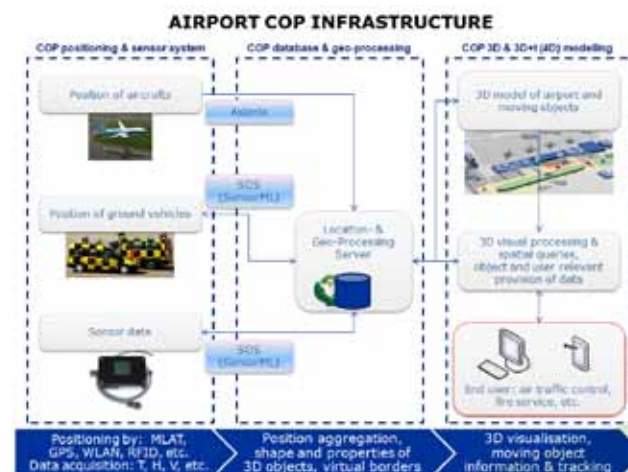 AIRPORT COP INFRASTRUCTURE
COP positioning & sensor system
COP database & geo-processing
COP 3D & 3D+t (4D) modelling
Position of aircrafts
Asterix
3D model of airport and
moving objects
SOS
(SensorML)
Position of ground vehicles
Location- &
Geo-Processing
Server
3D visual processing &
spatial queries,
object and user relevant
provision of data
Sensor data
SOS
(SensorML)
End user: air traffic control,
fire service, etc.
Positioning by: MLAT,
GPS, WLAN, RFID, etc.
Data acquisition: T, H, V, etc.
Position aggregation,
shape and properties of
3D objects, virtual borders
3D visualisation,
moving object
information & tracking